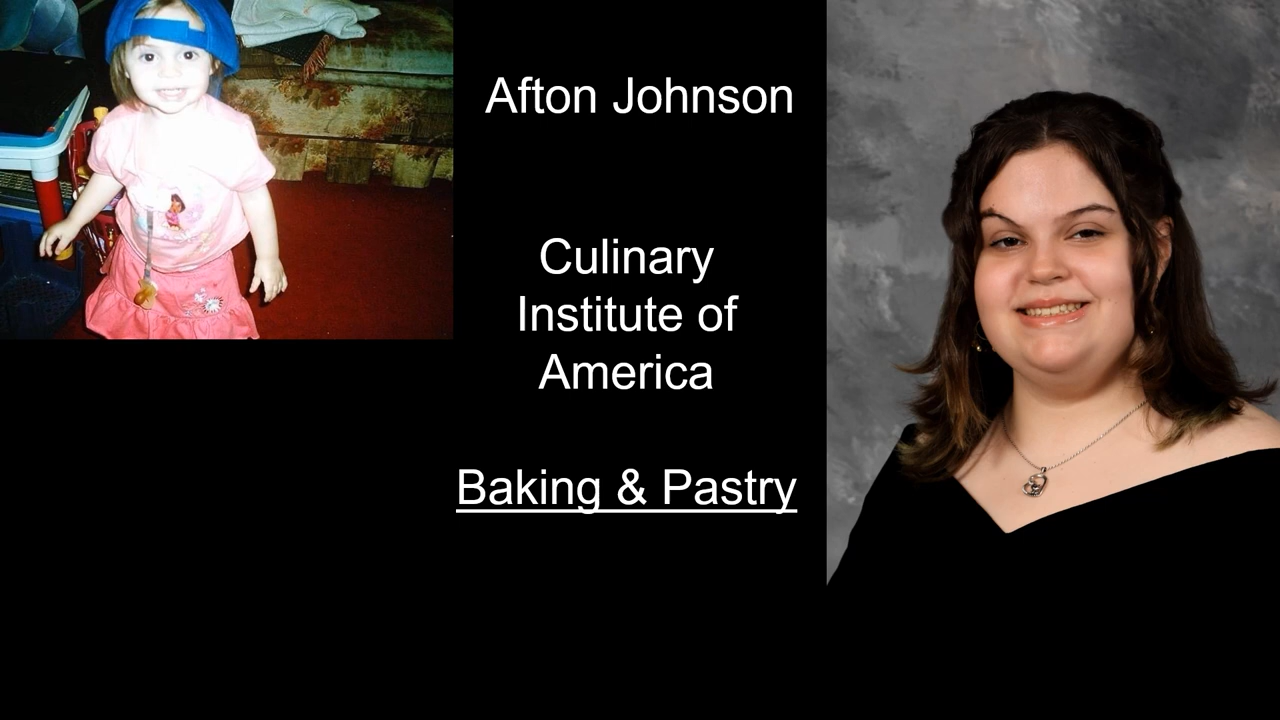 Afton Johnson
Culinary
Institute of
America
Baking & Pastry